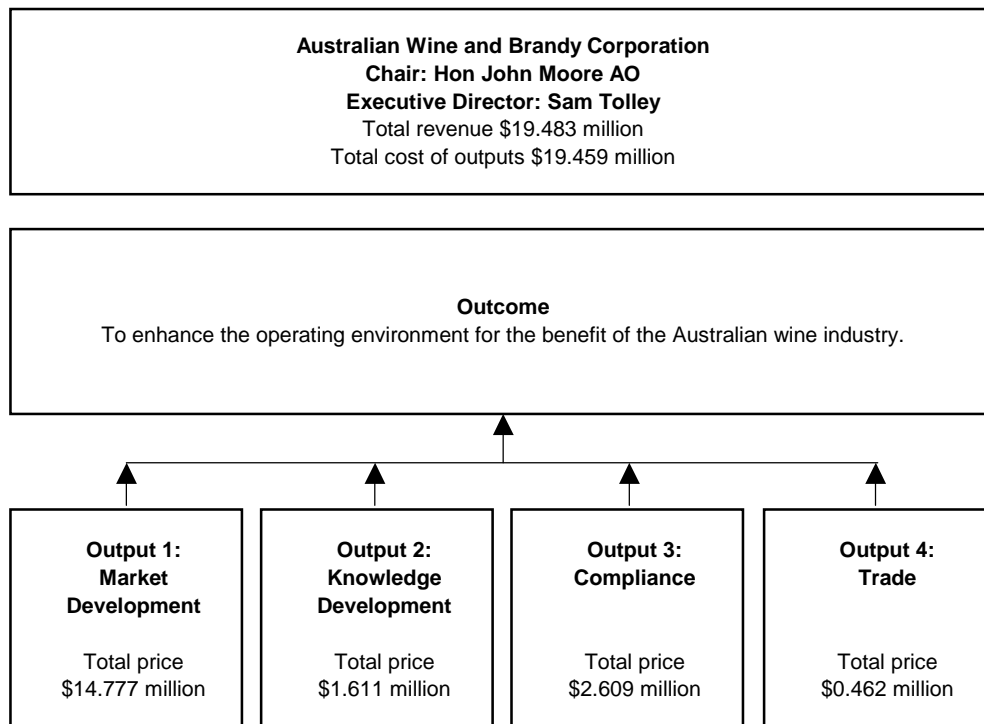 Australian Wine and Brandy Corporation
Chair: Hon John Moore AO
Executive Director: Sam Tolley
Total revenue $19.483 million
Total cost of outputs $19.459 million
Outcome
To enhance the operating environment for the benefit of the Australian wine industry.
Output 1:
Market
Development
Total price
$14.777 million
Output 2:
Knowledge
Development
Total price
$1.611 million
Output 3:
Compliance
Total price
$2.609 million
Output 4:
Trade
Total price
$0.462 million